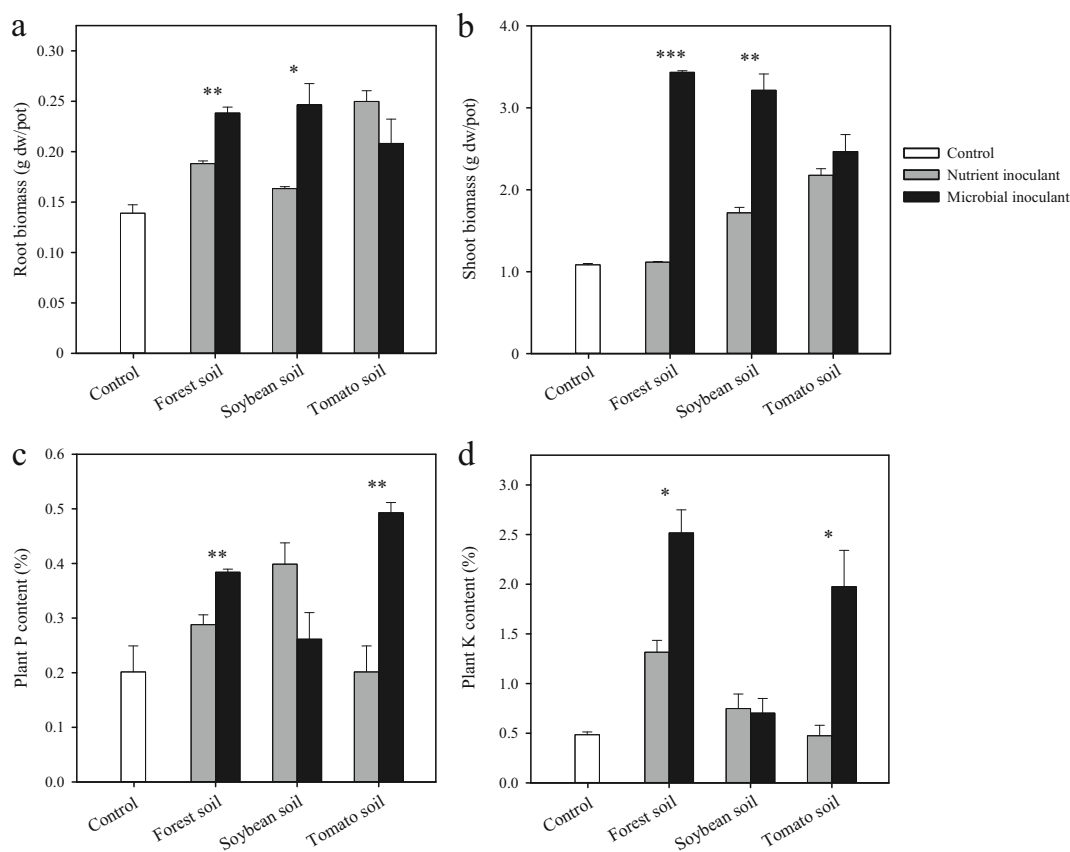 a
Root biomass (g dw/pot)
0.30
0.25
0.20
0.15
0.10
0.05
0
**
*
Control
Forest soil
Soybean soil
Tomato soil
b
Shoot biomass (g dw/pot)
4.0
3.0
2.0
1.0
0
***
**
Control
Forest soil
Soybean soil
Tomato soil
Control
Nutrient inoculant
Microbial inoculant
c
Plant P content (%)
0.6
0.5
0.4
0.3
0.2
0.1
0.0
**
**
Control
Forest soil
Soybean soil
Tomato soil
d
Plant K content (%)
3.0
2.5
2.0
1.5
1.0
0.5
0.0
*
*
Control
Forest soil
Soybean soil
Tomato soil